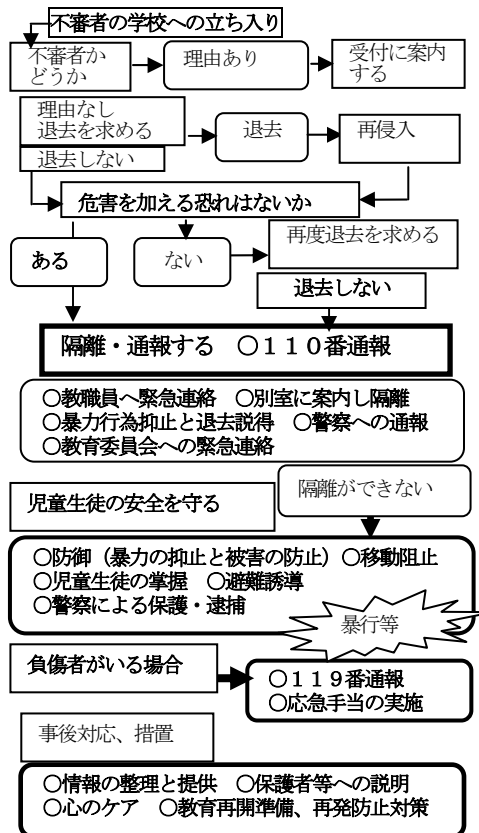 不審者の学校への立ち入り
不審者か
どうか
理由あり
受付に案内
する
理由なし
退去を求める
退去
再侵入
退去しない
危害を加える恐れはないか
再度退去を求める
ある
ない
退去しない
隔離・通報する ○110番通報
○教職員へ緊急連絡 ○別室に案内し隔離
○暴力行為抑止と退去説得 ○警察への通報
○教育委員会への緊急連絡
隔離ができない
児童生徒の安全を守る
○防御（暴力の抑止と被害の防止）○移動阻止
○児童生徒の掌握 ○避難誘導
○警察による保護・逮捕
暴行等
負傷者がいる場合
○119番通報
○応急手当の実施
事後対応、措置
○情報の整理と提供 ○保護者等への説明
○心のケア ○教育再開準備、再発防止対策